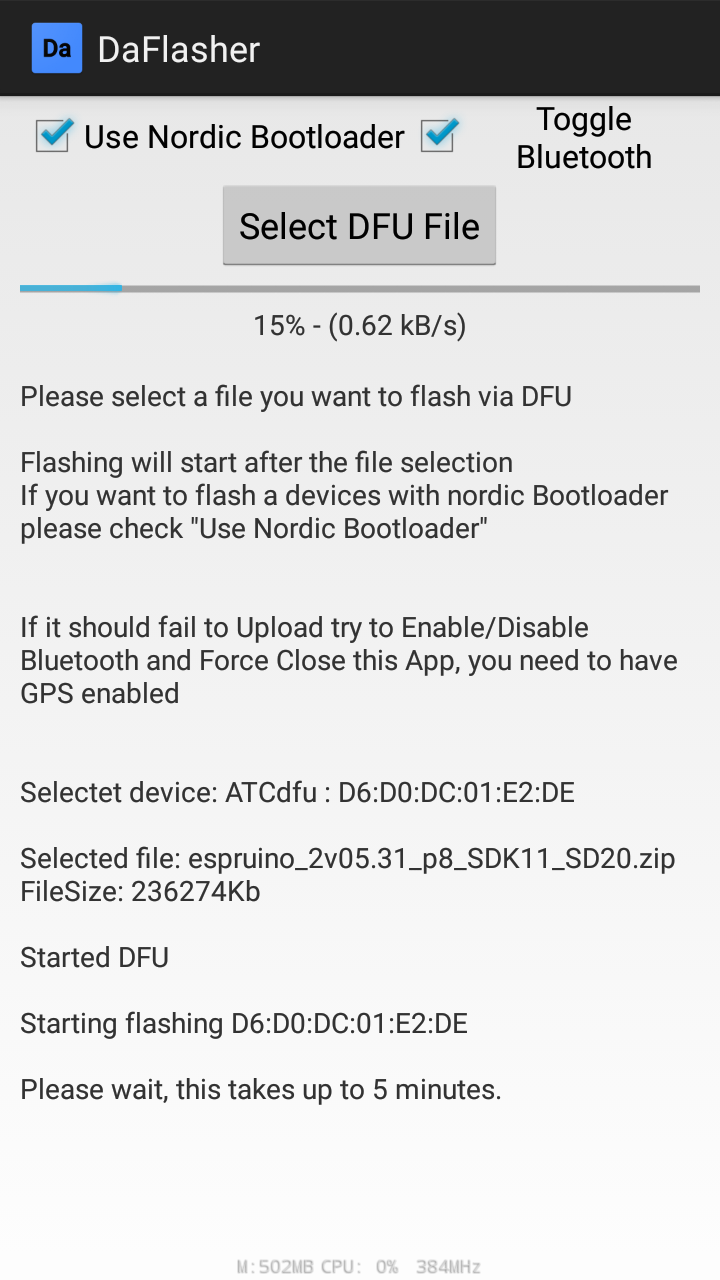 Da DaFlasher
Use Nordic Bootloader
Toggle
Bluetooth
Select DFU File
15% - (0.62 kB/s)
Please select a file you want to flash via DFU
Flashing will start after the file selection
If you want to flash a devices with nordic Bootloader
please check "Use Nordic Bootloader"
If it should fail to Upload try to Enable/Disable
Bluetooth and Force Close this App, you need to have
GPS enabled
Selectet device: ATCdfu : D6:D0:DC:01:E2:DE
Selected file: espruino_2v05.31_p8_SDK11_SD20.zip
FileSize: 236274Kb
Started DFU
Starting flashing D6:D0:DC:01:E2:DE
Please wait, this takes up to 5 minutes.
M:502MB CPU: 0% 384MHz